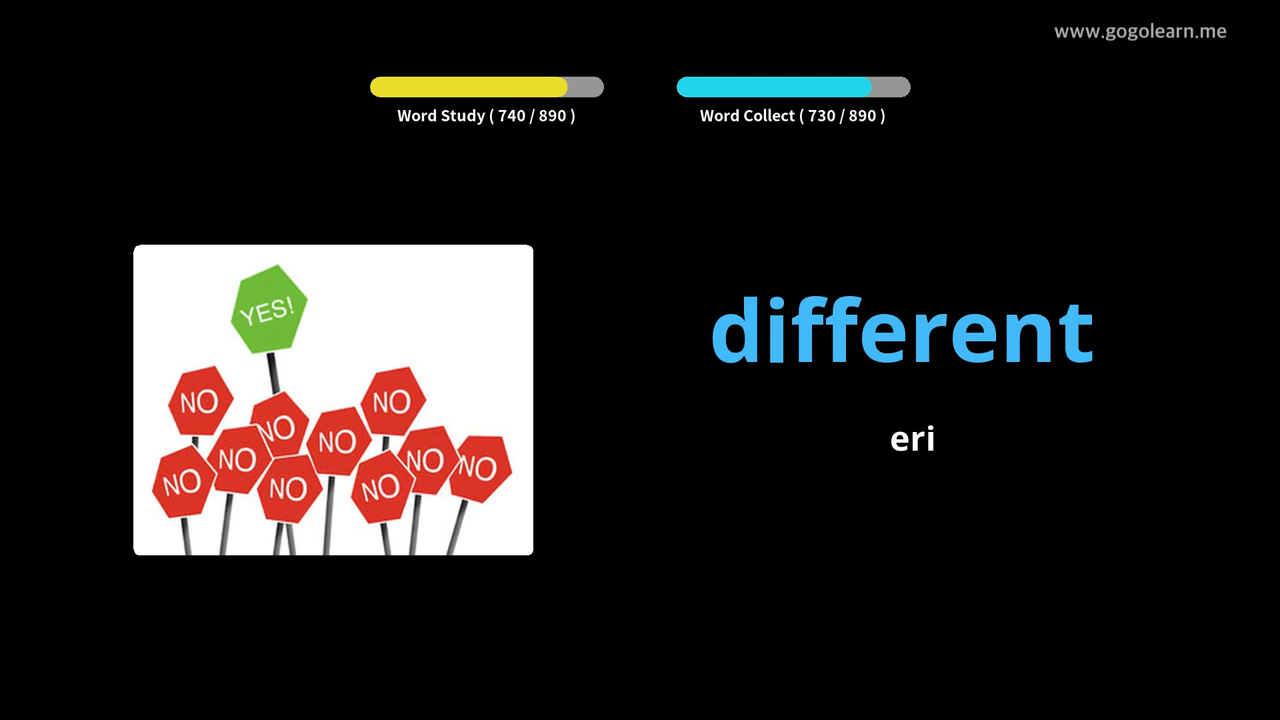 www.gogolearn.me
Word Study ( 740 / 890 )
Word Collect ( 730 / 890 )
YES!
NO
NO
NO
NO
NO
NO
NO
NO
NO
NO
different
eri